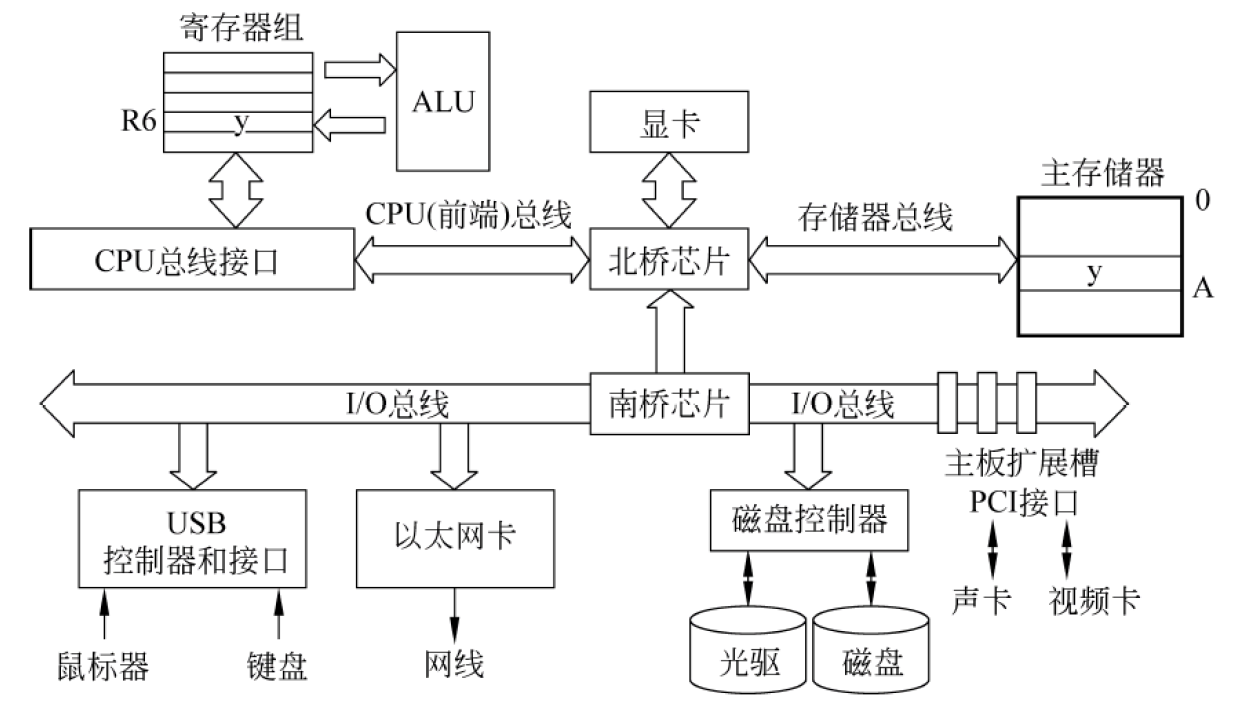 寄存器组
ALU
R6
y
显卡
主存储器
0
CPU(前端)总线
存储器总线
CPU总线接口
北桥芯片
y
A
I/O总线
南桥芯片
I/O总线
主板扩展槽
PCI接口
USB
控制器和接口
以太网卡
磁盘控制器
声卡
视频卡
鼠标器
键盘
网线
光驱
磁盘